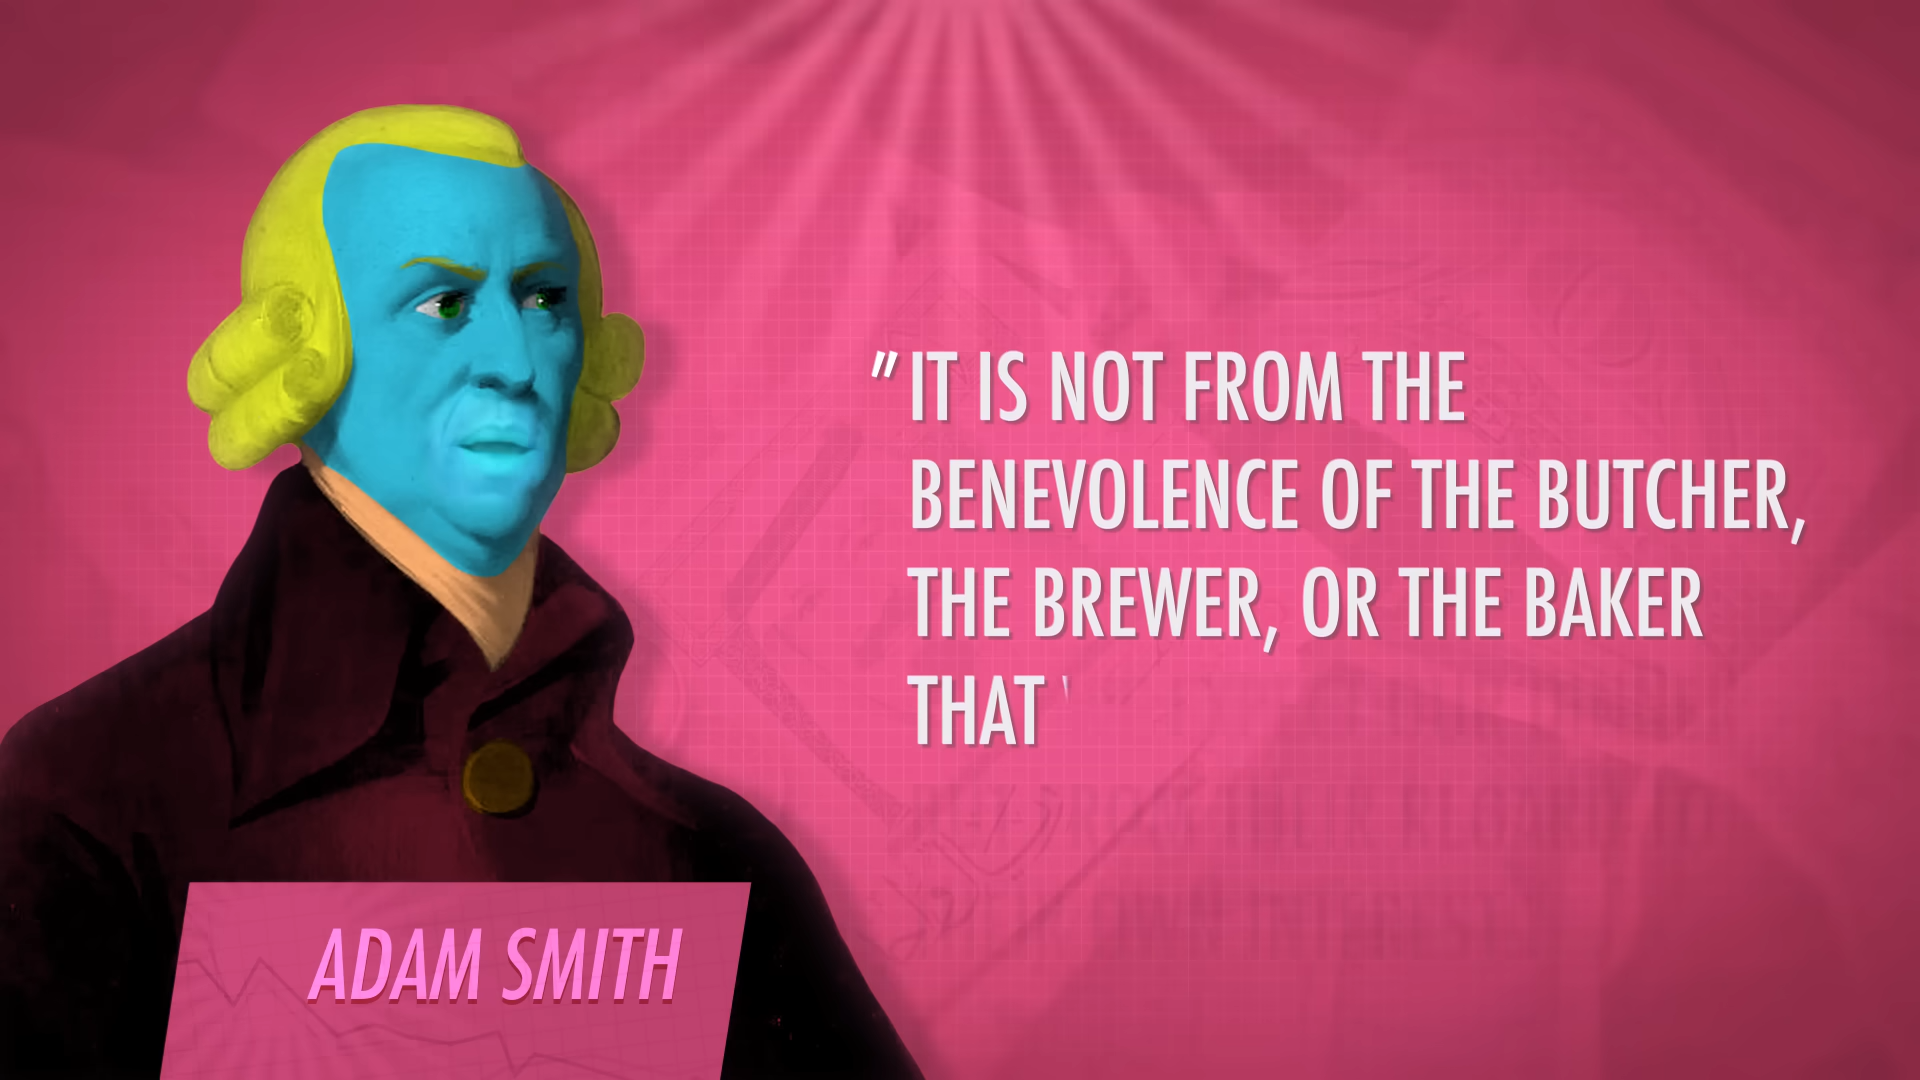 "IT IS NOT FROM THE
BENEVOLENCE OF THE BUTCHER,
THE BREWER, OR THE BAKER
THAT
ADAM SMITH